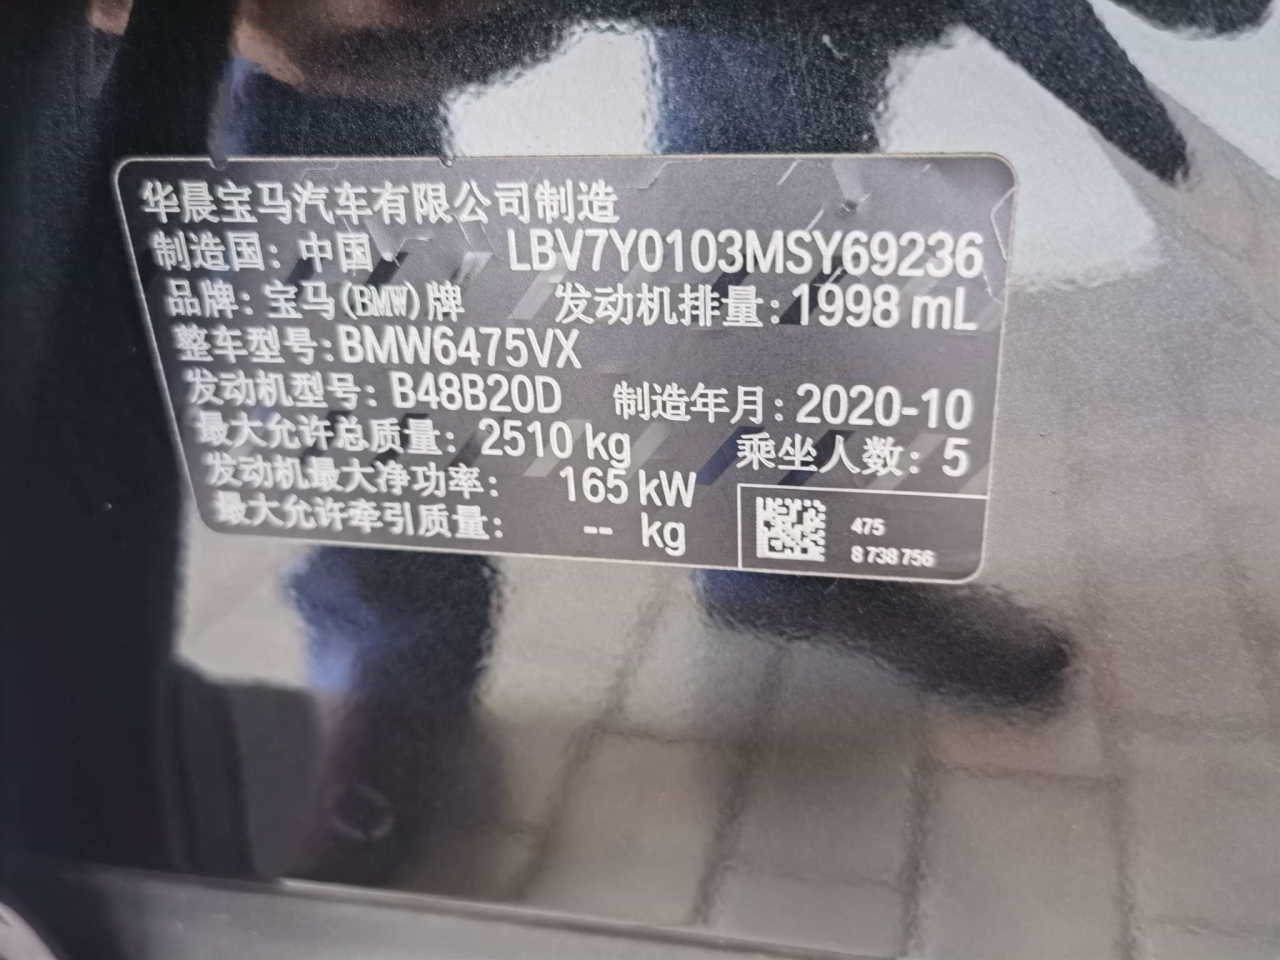 华晨宝马汽车有限公司制造
制造国：中国 LBV7Y0103MSY69236
品牌：宝马(BMW)牌 发动机排量：1998 mL
整车型号：BMW6475VX
发动机型号：B48B20D 制造年月：2020-10
最大允许总质量：2510 kg 乘坐人数：5
发动机最大净功率：165 kW
最大允许牵引质量：-- kg
475
8 738 756